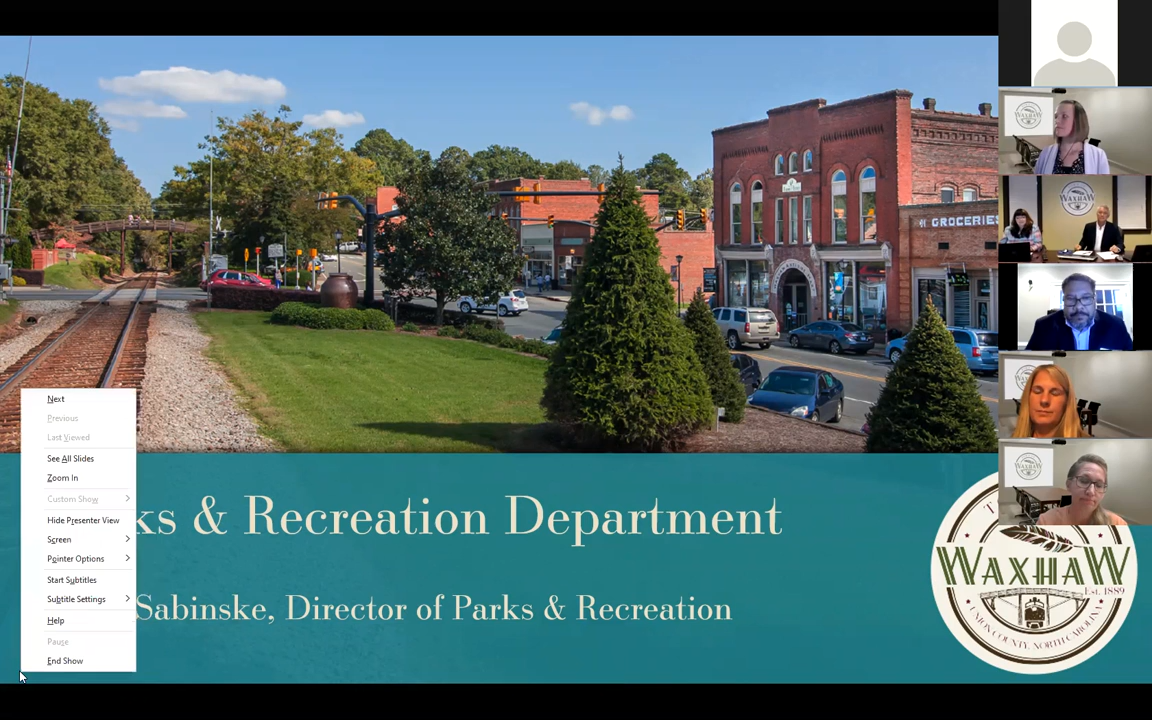 GROCERIES
Next
Previous
Last Viewed
See All Slides
Zoom In
Custom Show
Hide Presenter View
Screen
Pointer Options
Start Subtitles
Subtitle Settings
Help
Pause
End Show
ks & Recreation Department
Sabinske, Director of Parks & Recreation
WAXHAW
Est. 1889
UNION COUNTY, NORTH CAROLINA
WAXHAW